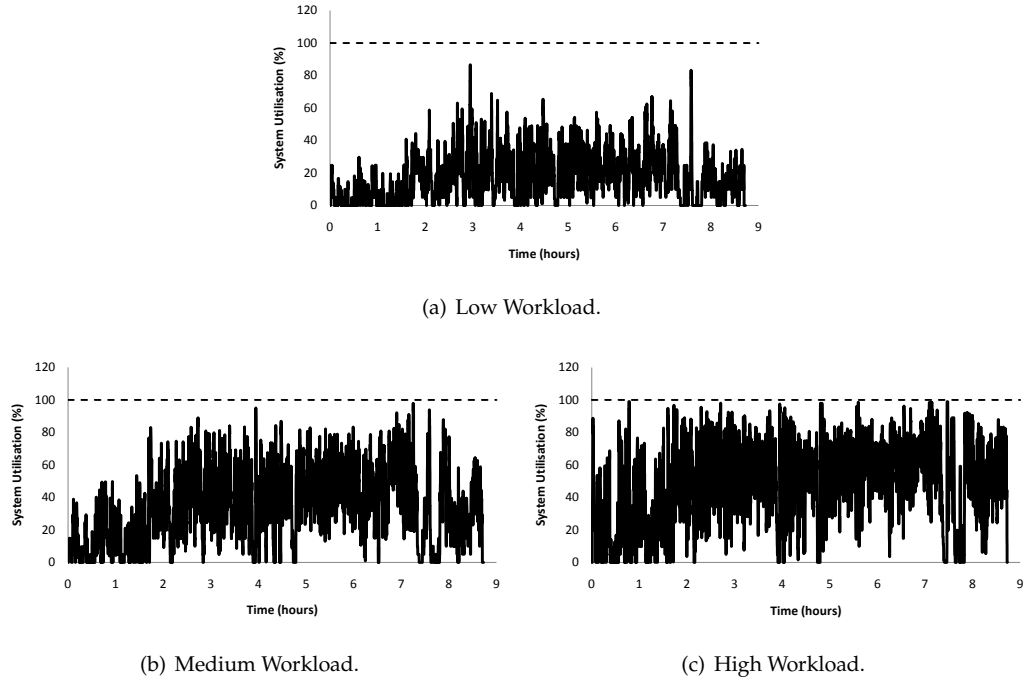 120
100
80
60
40
20
0
System Utilisation (%)
0 1 2 3 4 5 6 7 8 9
Time (hours)
(a) Low Workload.
120
100
80
60
40
20
0
System Utilisation (%)
0 1 2 3 4 5 6 7 8 9
Time (hours)
(b) Medium Workload.
120
100
80
60
40
20
0
System Utilisation (%)
0 1 2 3 4 5 6 7 8 9
Time (hours)
(c) High Workload.